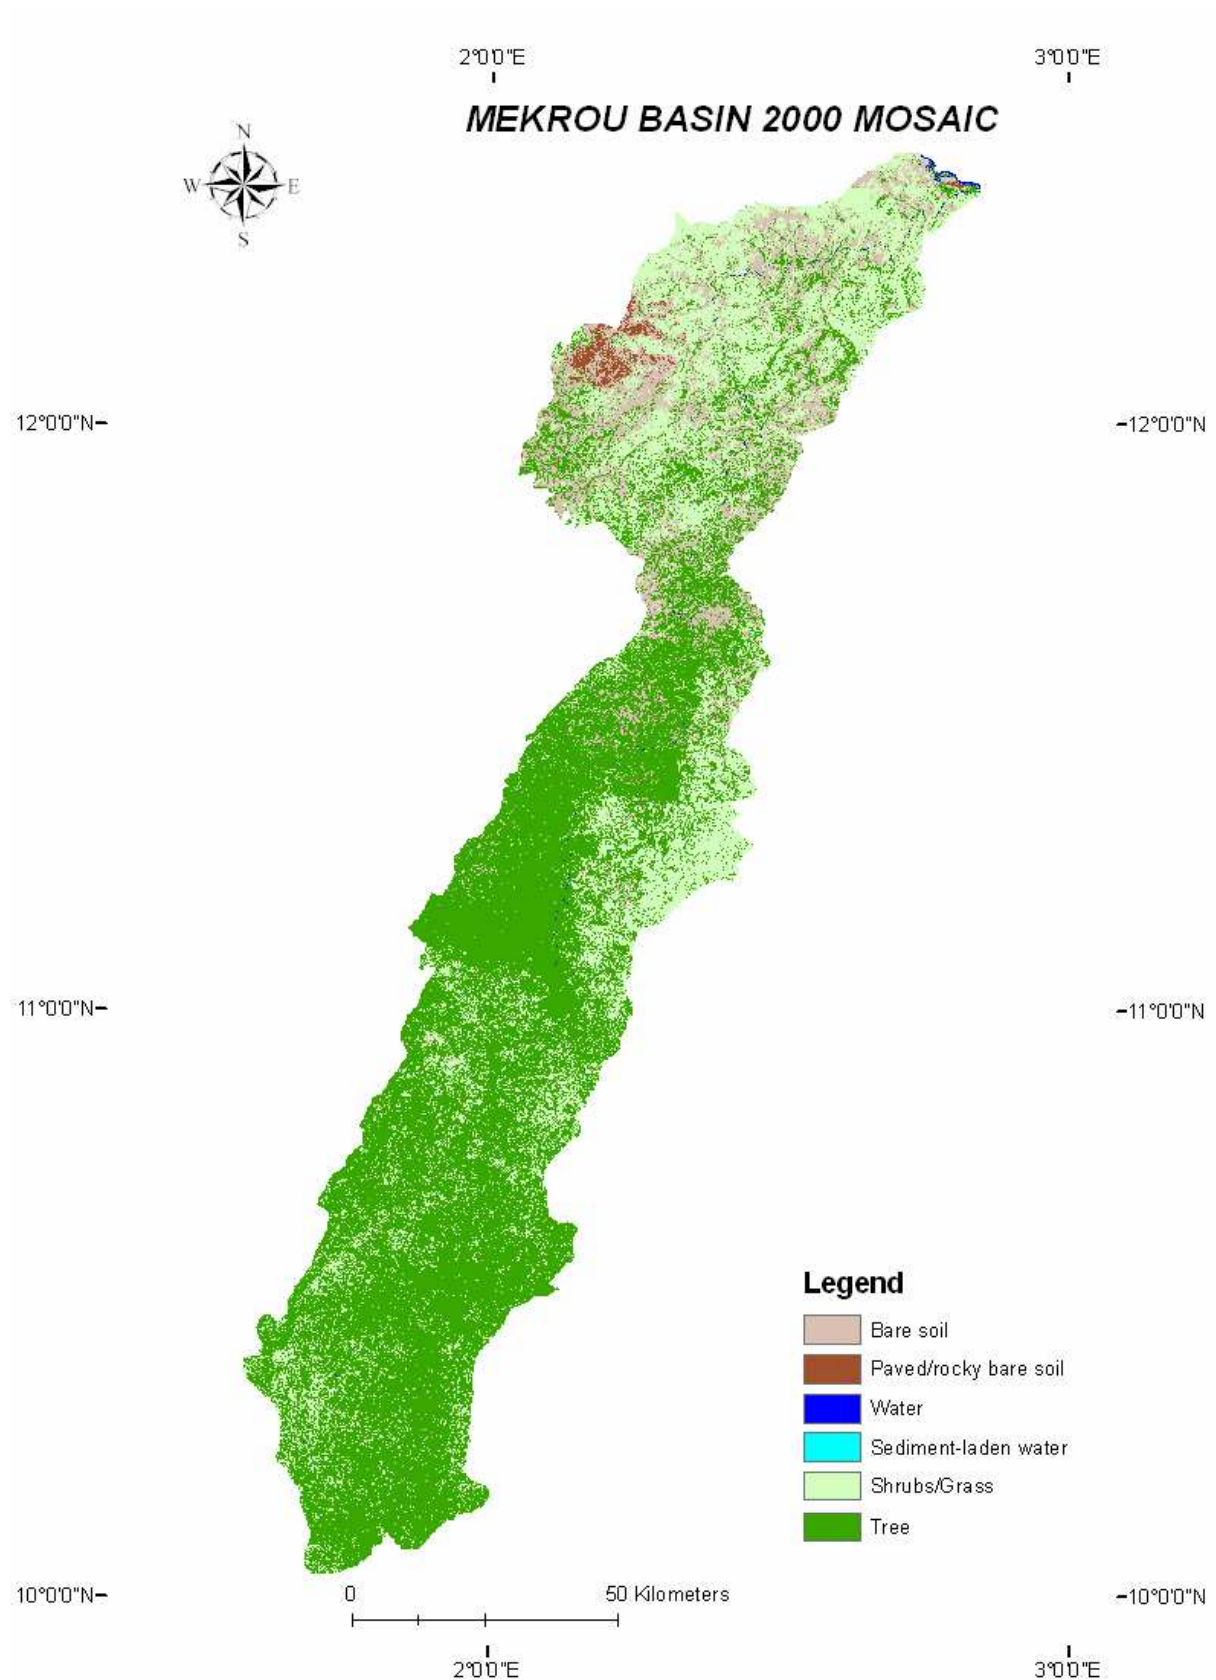 2°0'0"E 3°0'0"E
MEKROU BASIN 2000 MOSAIC
N
W E
S
12°0'0"N 12°0'0"N
11°0'0"N 11°0'0"N
Legend
Bare soil
Paved/rocky bare soil
Water
Sediment-laden water
Shrubs/Grass
Tree
0 50 Kilometers
10°0'0"N 10°0'0"N
2°0'0"E 3°0'0"E